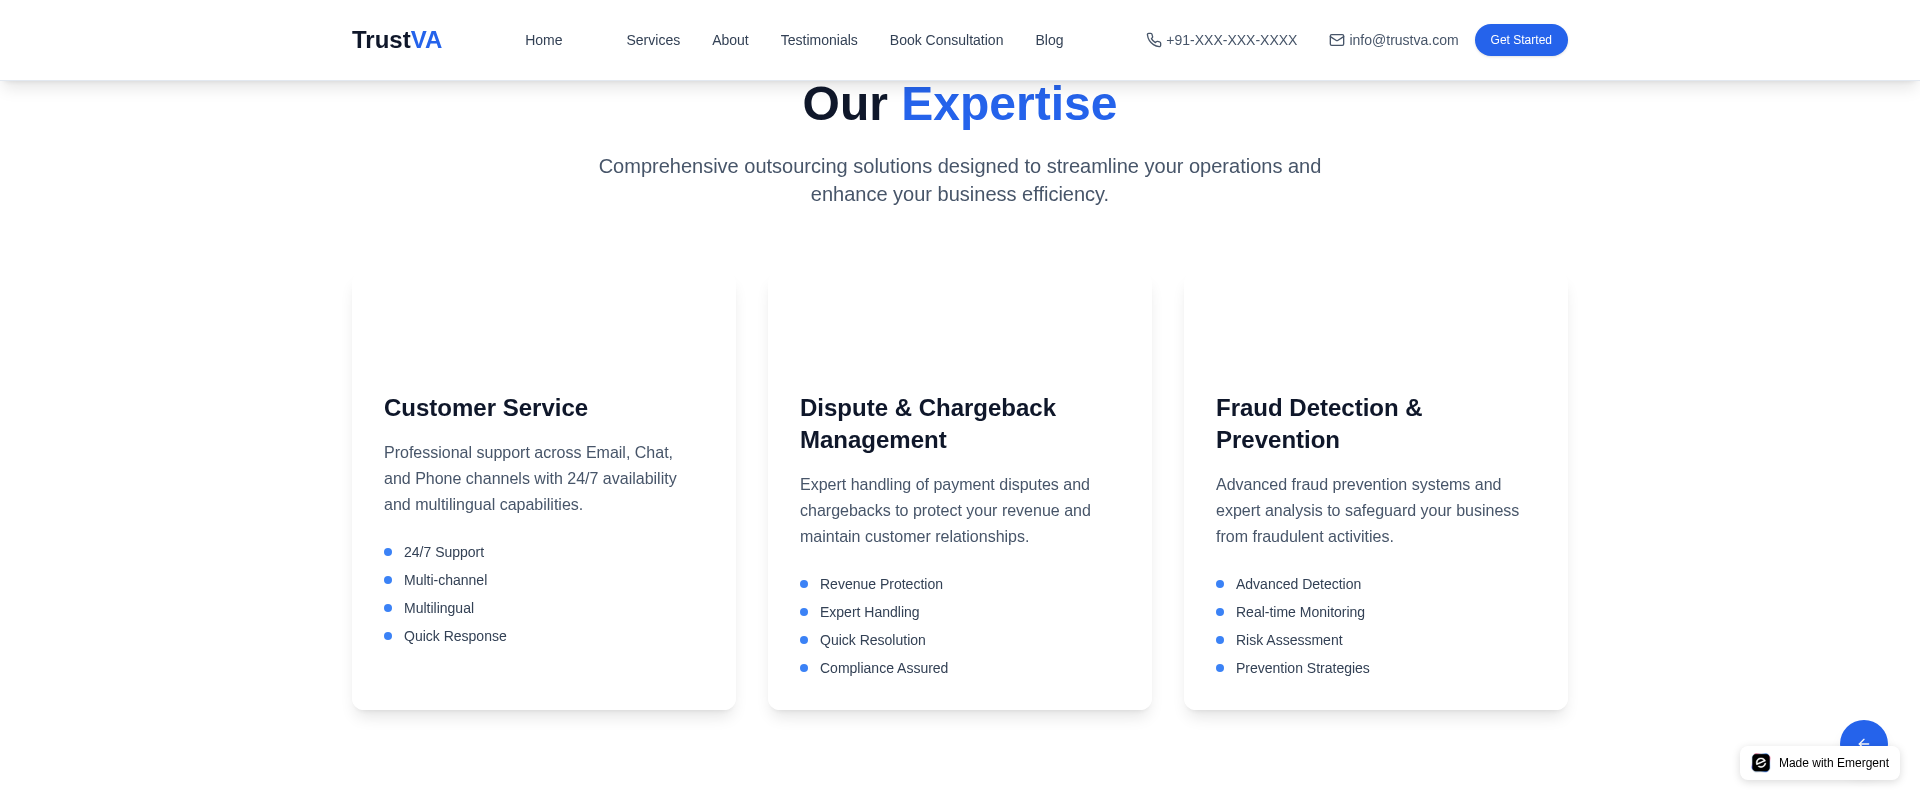 TrustVA
Home
Services
About
Testimonials
Book Consultation
Blog
+91-XXX-XXX-XXXX
info@trustva.com
Get Started
Our Expertise
Comprehensive outsourcing solutions designed to streamline your operations and
enhance your business efficiency.
Customer Service
Professional support across Email, Chat,
and Phone channels with 24/7 availability
and multilingual capabilities.
24/7 Support
Multi-channel
Multilingual
Quick Response
Dispute & Chargeback
Management
Expert handling of payment disputes and
chargebacks to protect your revenue and
maintain customer relationships.
Revenue Protection
Expert Handling
Quick Resolution
Compliance Assured
Fraud Detection &
Prevention
Advanced fraud prevention systems and
expert analysis to safeguard your business
from fraudulent activities.
Advanced Detection
Real-time Monitoring
Risk Assessment
Prevention Strategies
Made with Emergent